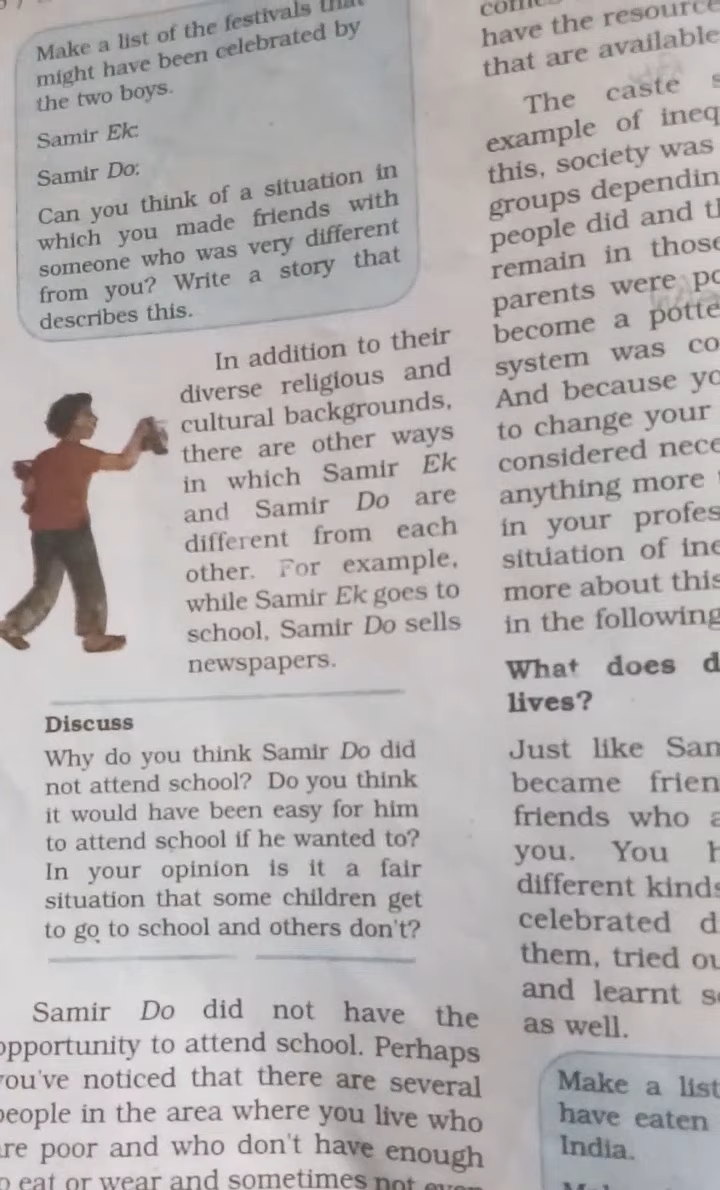 Make a list of the festivals that
might have been celebrated by
the two boys.
Samir Ek:
Samir Do:
Can you think of a situation in
which you made friends with
someone who was very different
from you? Write a story that
describes this.
In addition to their
diverse religious and
cultural backgrounds,
there are other ways
in which Samir Ek
and Samir Do are
different from each
other. For example,
while Samir Ek goes to
school, Samir Do sells
newspapers.
Discuss
Why do you think Samir Do did
not attend school? Do you think
it would have been easy for him
to attend school if he wanted to?
In your opinion is it a fair
situation that some children get
to go to school and others don't?
Samir Do did not have the
opportunity to attend school. Perhaps
you've noticed that there are several
people in the area where you live who
are poor and who don't have enough
to eat or wear and sometimes not even
have the resource
that are available
The caste s
example of ineq
this, society was
groups dependin
people did and th
remain in those
parents were po
become a potte
system was co
And because yo
to change your
considered nece
anything more
in your profes
situation of ine
more about this
in the following
What does d
lives?
Just like Sam
became frien
friends who a
you. You h
different kinds
celebrated d
them, tried ou
and learnt s
as well.
Make a list
have eaten
India.